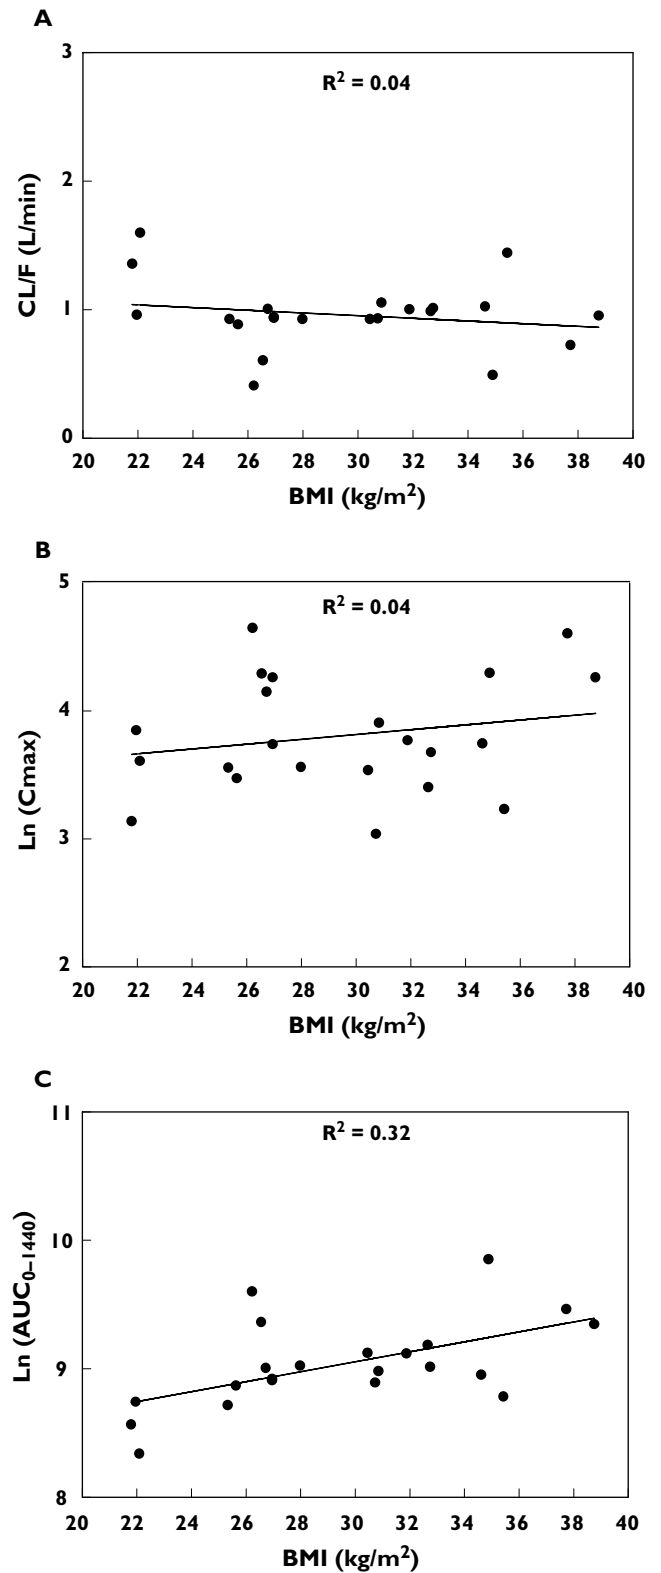 A
3
R² = 0.04
2
CL/F (L/min)
1
0
20 22 24 26 28 30 32 34 36 38 40
BMI (kg/m²)
B
5
R² = 0.04
4
Ln (Cmax)
3
2
20 22 24 26 28 30 32 34 36 38 40
BMI (kg/m²)
C
11
R² = 0.32
10
Ln (AUC₀₋₁₄₄₀)
9
8
20 22 24 26 28 30 32 34 36 38 40
BMI (kg/m²)